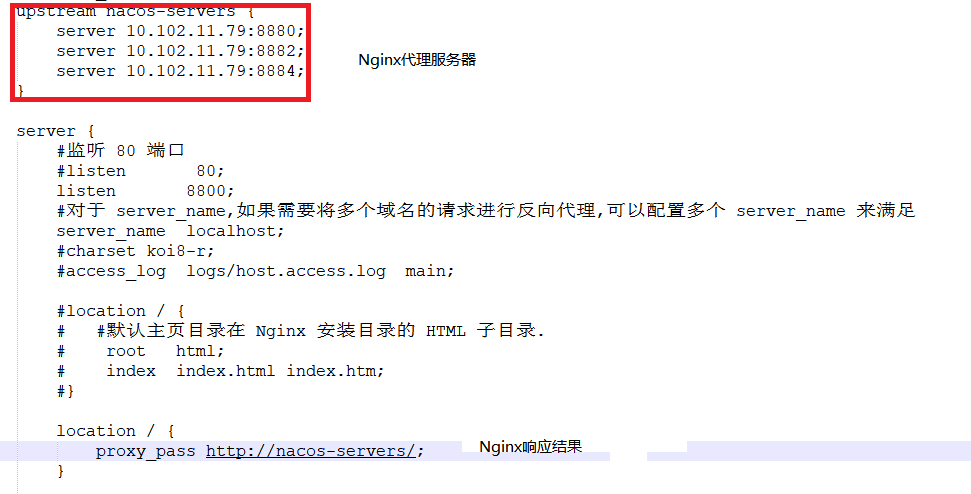 upstream nacos-servers {
server 10.102.11.79:8880;
server 10.102.11.79:8882;
Nginx代理服务器
server 10.102.11.79:8884;
}
server {
#监听 80 端口
#listen 80;
listen 8800;
#对于 server_name,如果需要将多个域名的请求进行反向代理,可以配置多个 server_name 来满足
server_name localhost;
#charset koi8-r;
#access_log logs/host.access.log main;
#location / {
# #默认主页目录在 Nginx 安装目录的 HTML 子目录.
# root html;
# index index.html index.htm;
#}
location / {
proxy_pass http://nacos-servers/; Nginx响应结果
}